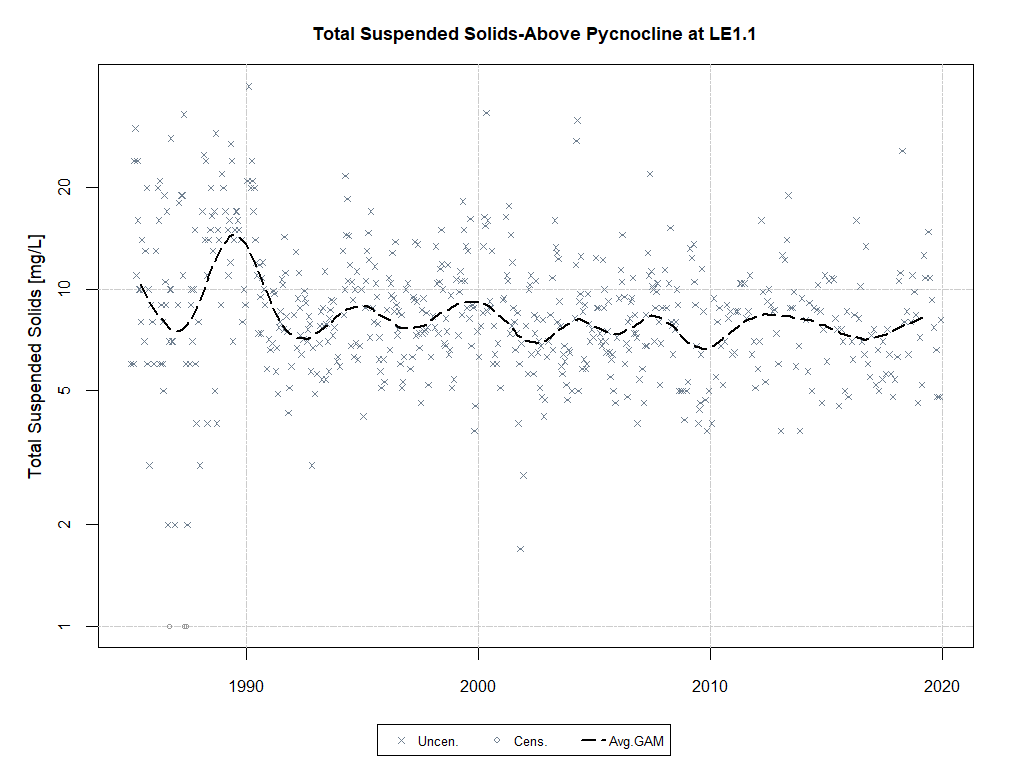 Total Suspended Solids-Above Pycnocline at LE1.1
Total Suspended Solids [mg/L]
20
10
5
2
1
1990 2000 2010 2020
Uncen. Cens. Avg.GAM